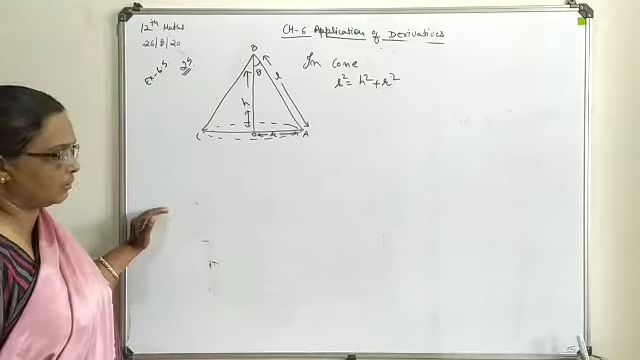 12th Maths
26/8/20
CH-6 Application of Derivatives
Ex-6.5
B
θ
l
h
r
C
A
In cone
l² = h² + r²